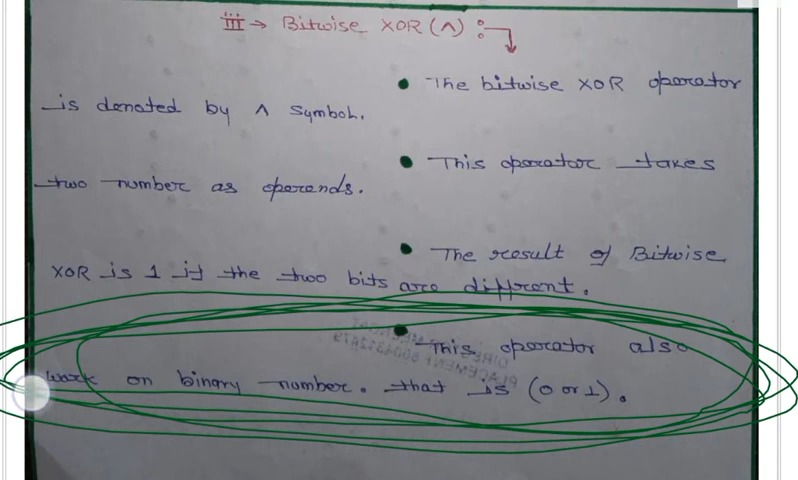 iii → Bitwise XOR (^) :
• The bitwise XOR operator
is denoted by ^ symbol.
• This operator takes
two number as operends.
• The result of Bitwise
XOR is 1 if the two bits are diffrent.
• This operator also
work on binary number. that is (0 or 1).